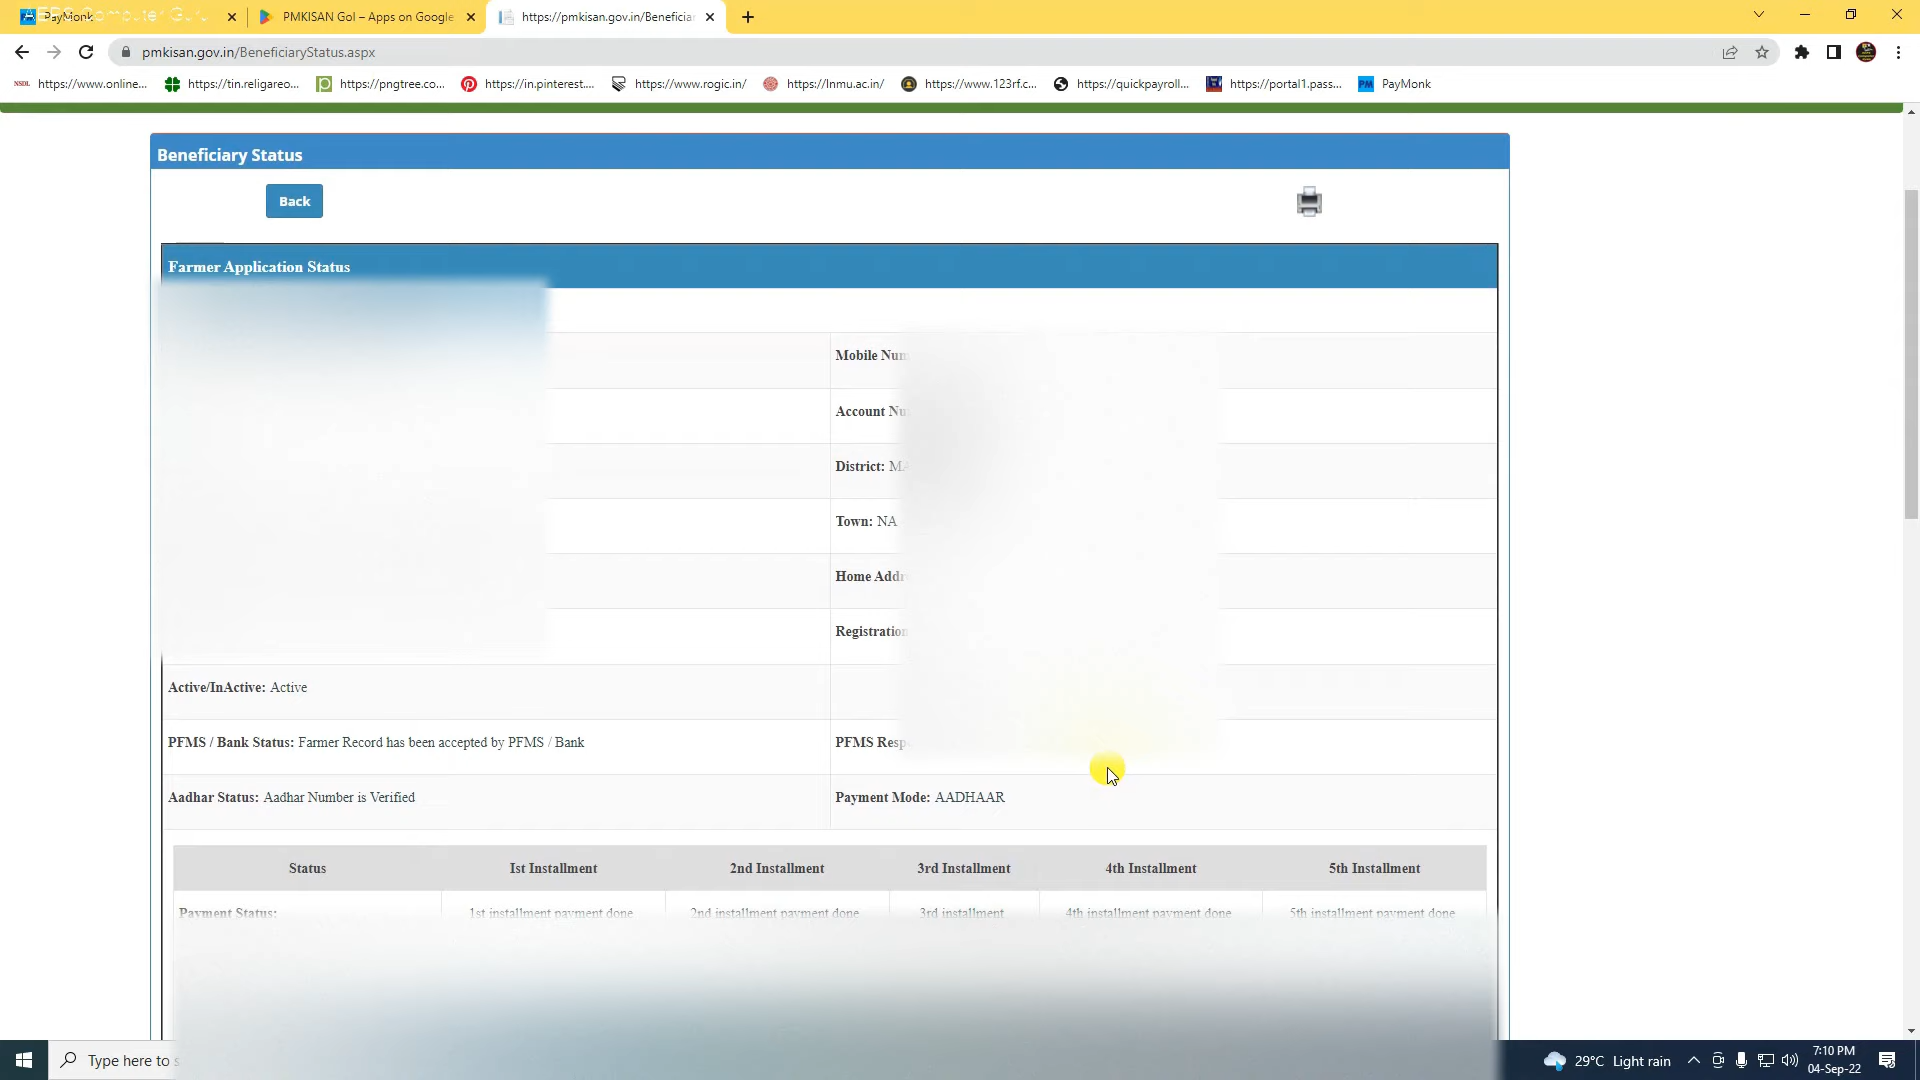 PayMonk
PMKISAN GoI – Apps on Google
https://pmkisan.gov.in/Beneficiar
pmkisan.gov.in/BeneficiaryStatus.aspx
NSDL https://www.online... https://tin.religareo... https://pngtree.co... https://in.pinterest.... https://www.rogic.in/ https://lnmu.ac.in/ https://www.123rf.c... https://quickpayroll... https://portal1.pass... PM PayMonk
Beneficiary Status
Back
Farmer Application Status
Mobile Num
Account Nu
District: MA
Town: NA
Home Addr
Registration
Active/InActive: Active
PFMS / Bank Status: Farmer Record has been accepted by PFMS / Bank
PFMS Resp
Aadhar Status: Aadhar Number is Verified
Payment Mode: AADHAAR
Status Ist Installment 2nd Installment 3rd Installment 4th Installment 5th Installment
Payment Status: 1st installment payment done 2nd installment payment done 3rd installment 4th installment payment done 5th installment payment done
Type here to s
29°C Light rain
7:10 PM
04-Sep-22